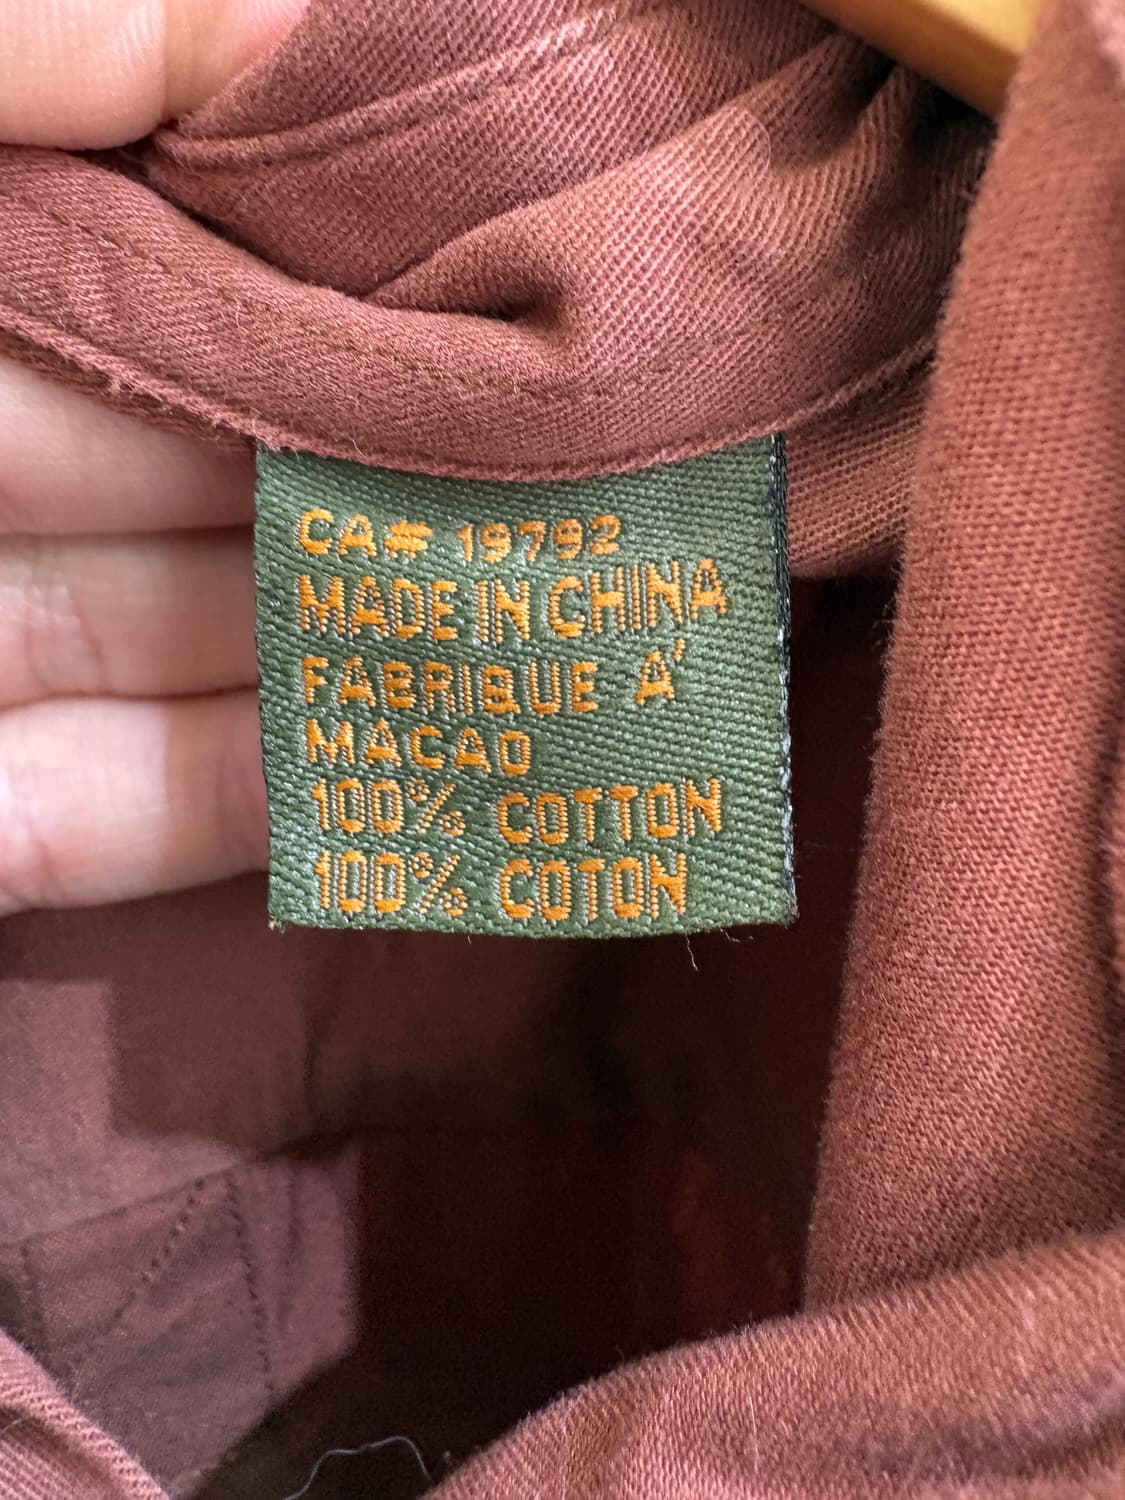 CA# 19792
MADE IN CHINA
FABRIQUE A'
MACAO
100% COTTON
100% COTON